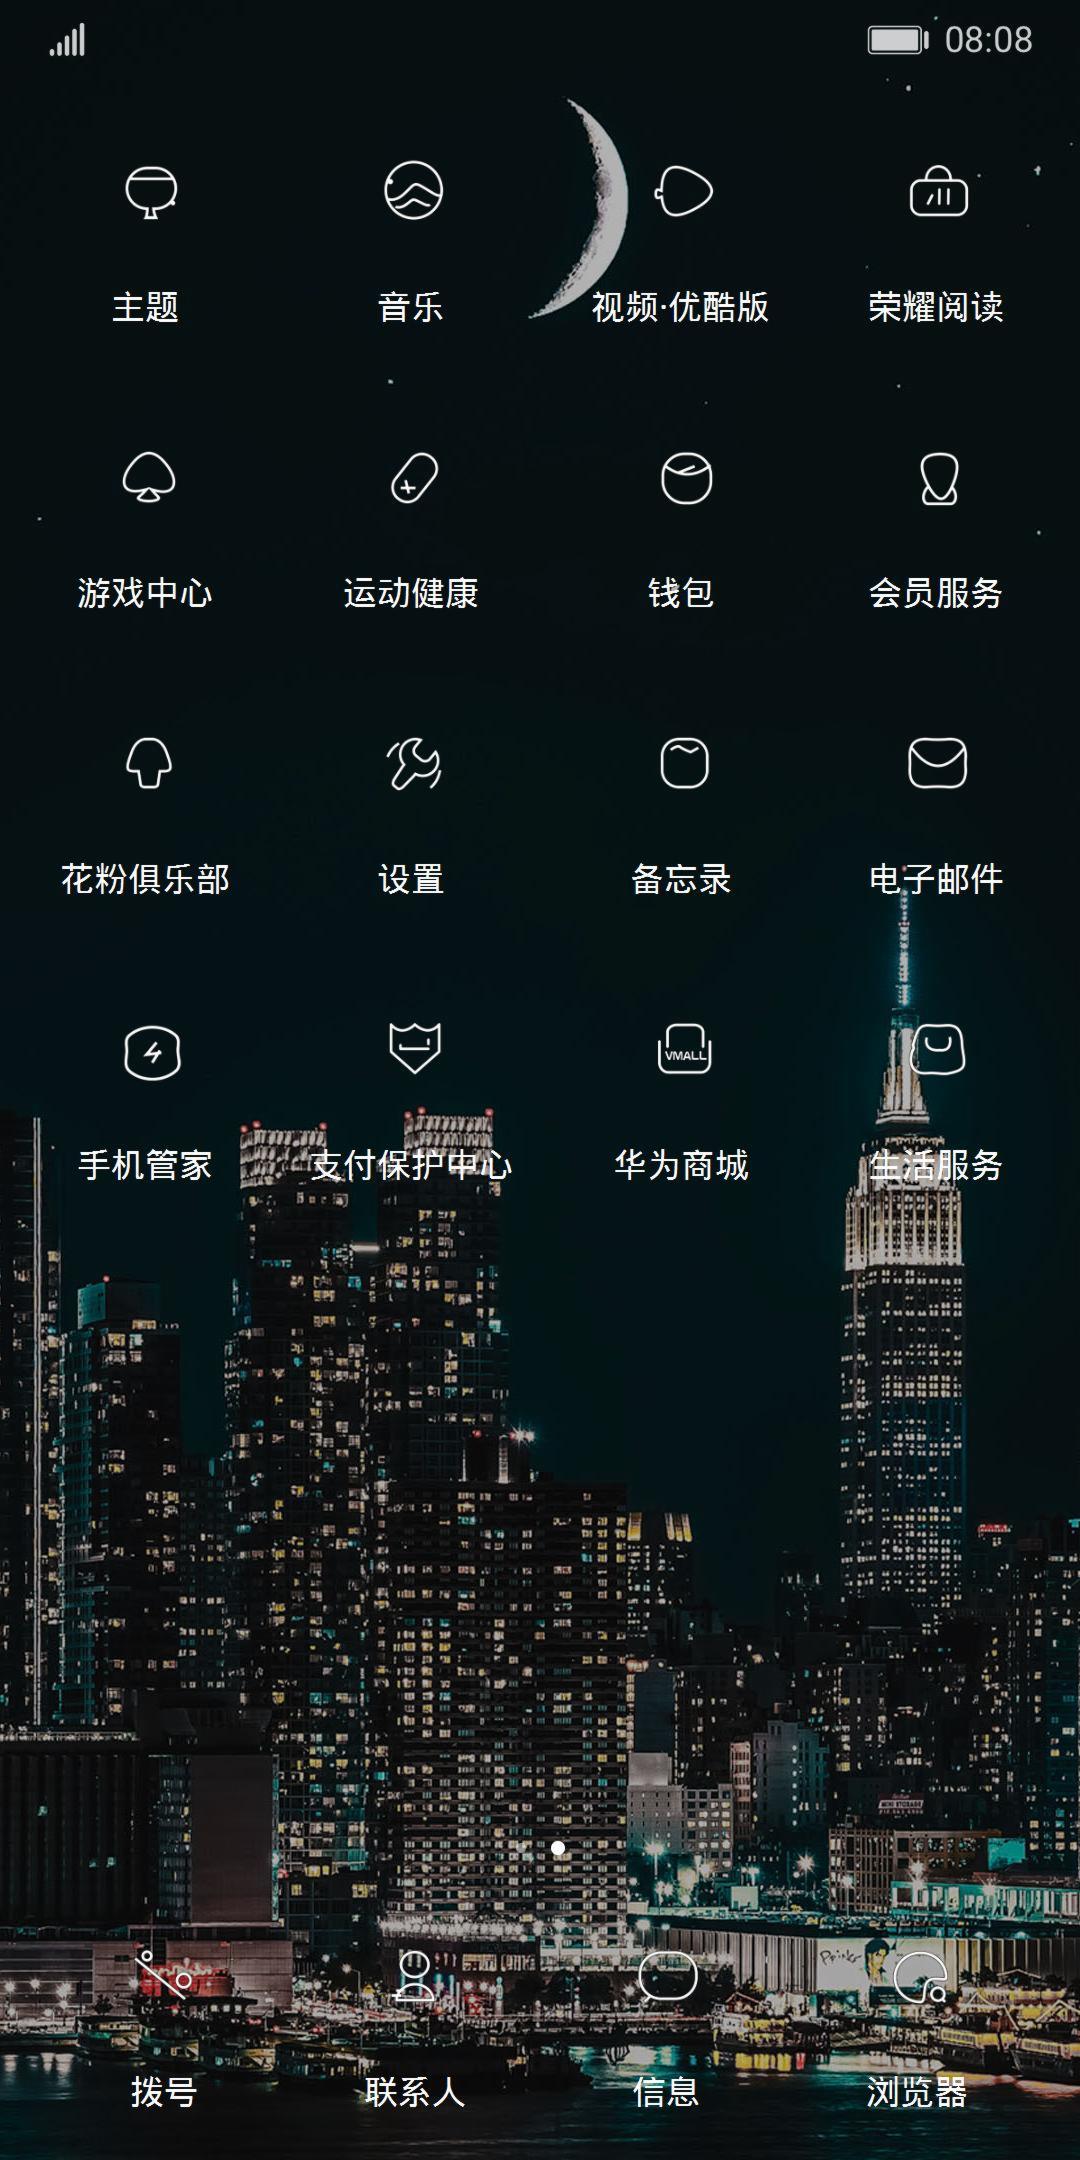 08:08
主题 音乐 视频·优酷版 荣耀阅读
游戏中心 运动健康 钱包 会员服务
花粉俱乐部 设置 备忘录 电子邮件
VMALL
手机管家 支付保护中心 华为商城 生活服务
MINI STORAGE
Prince
拨号 联系人 信息 浏览器